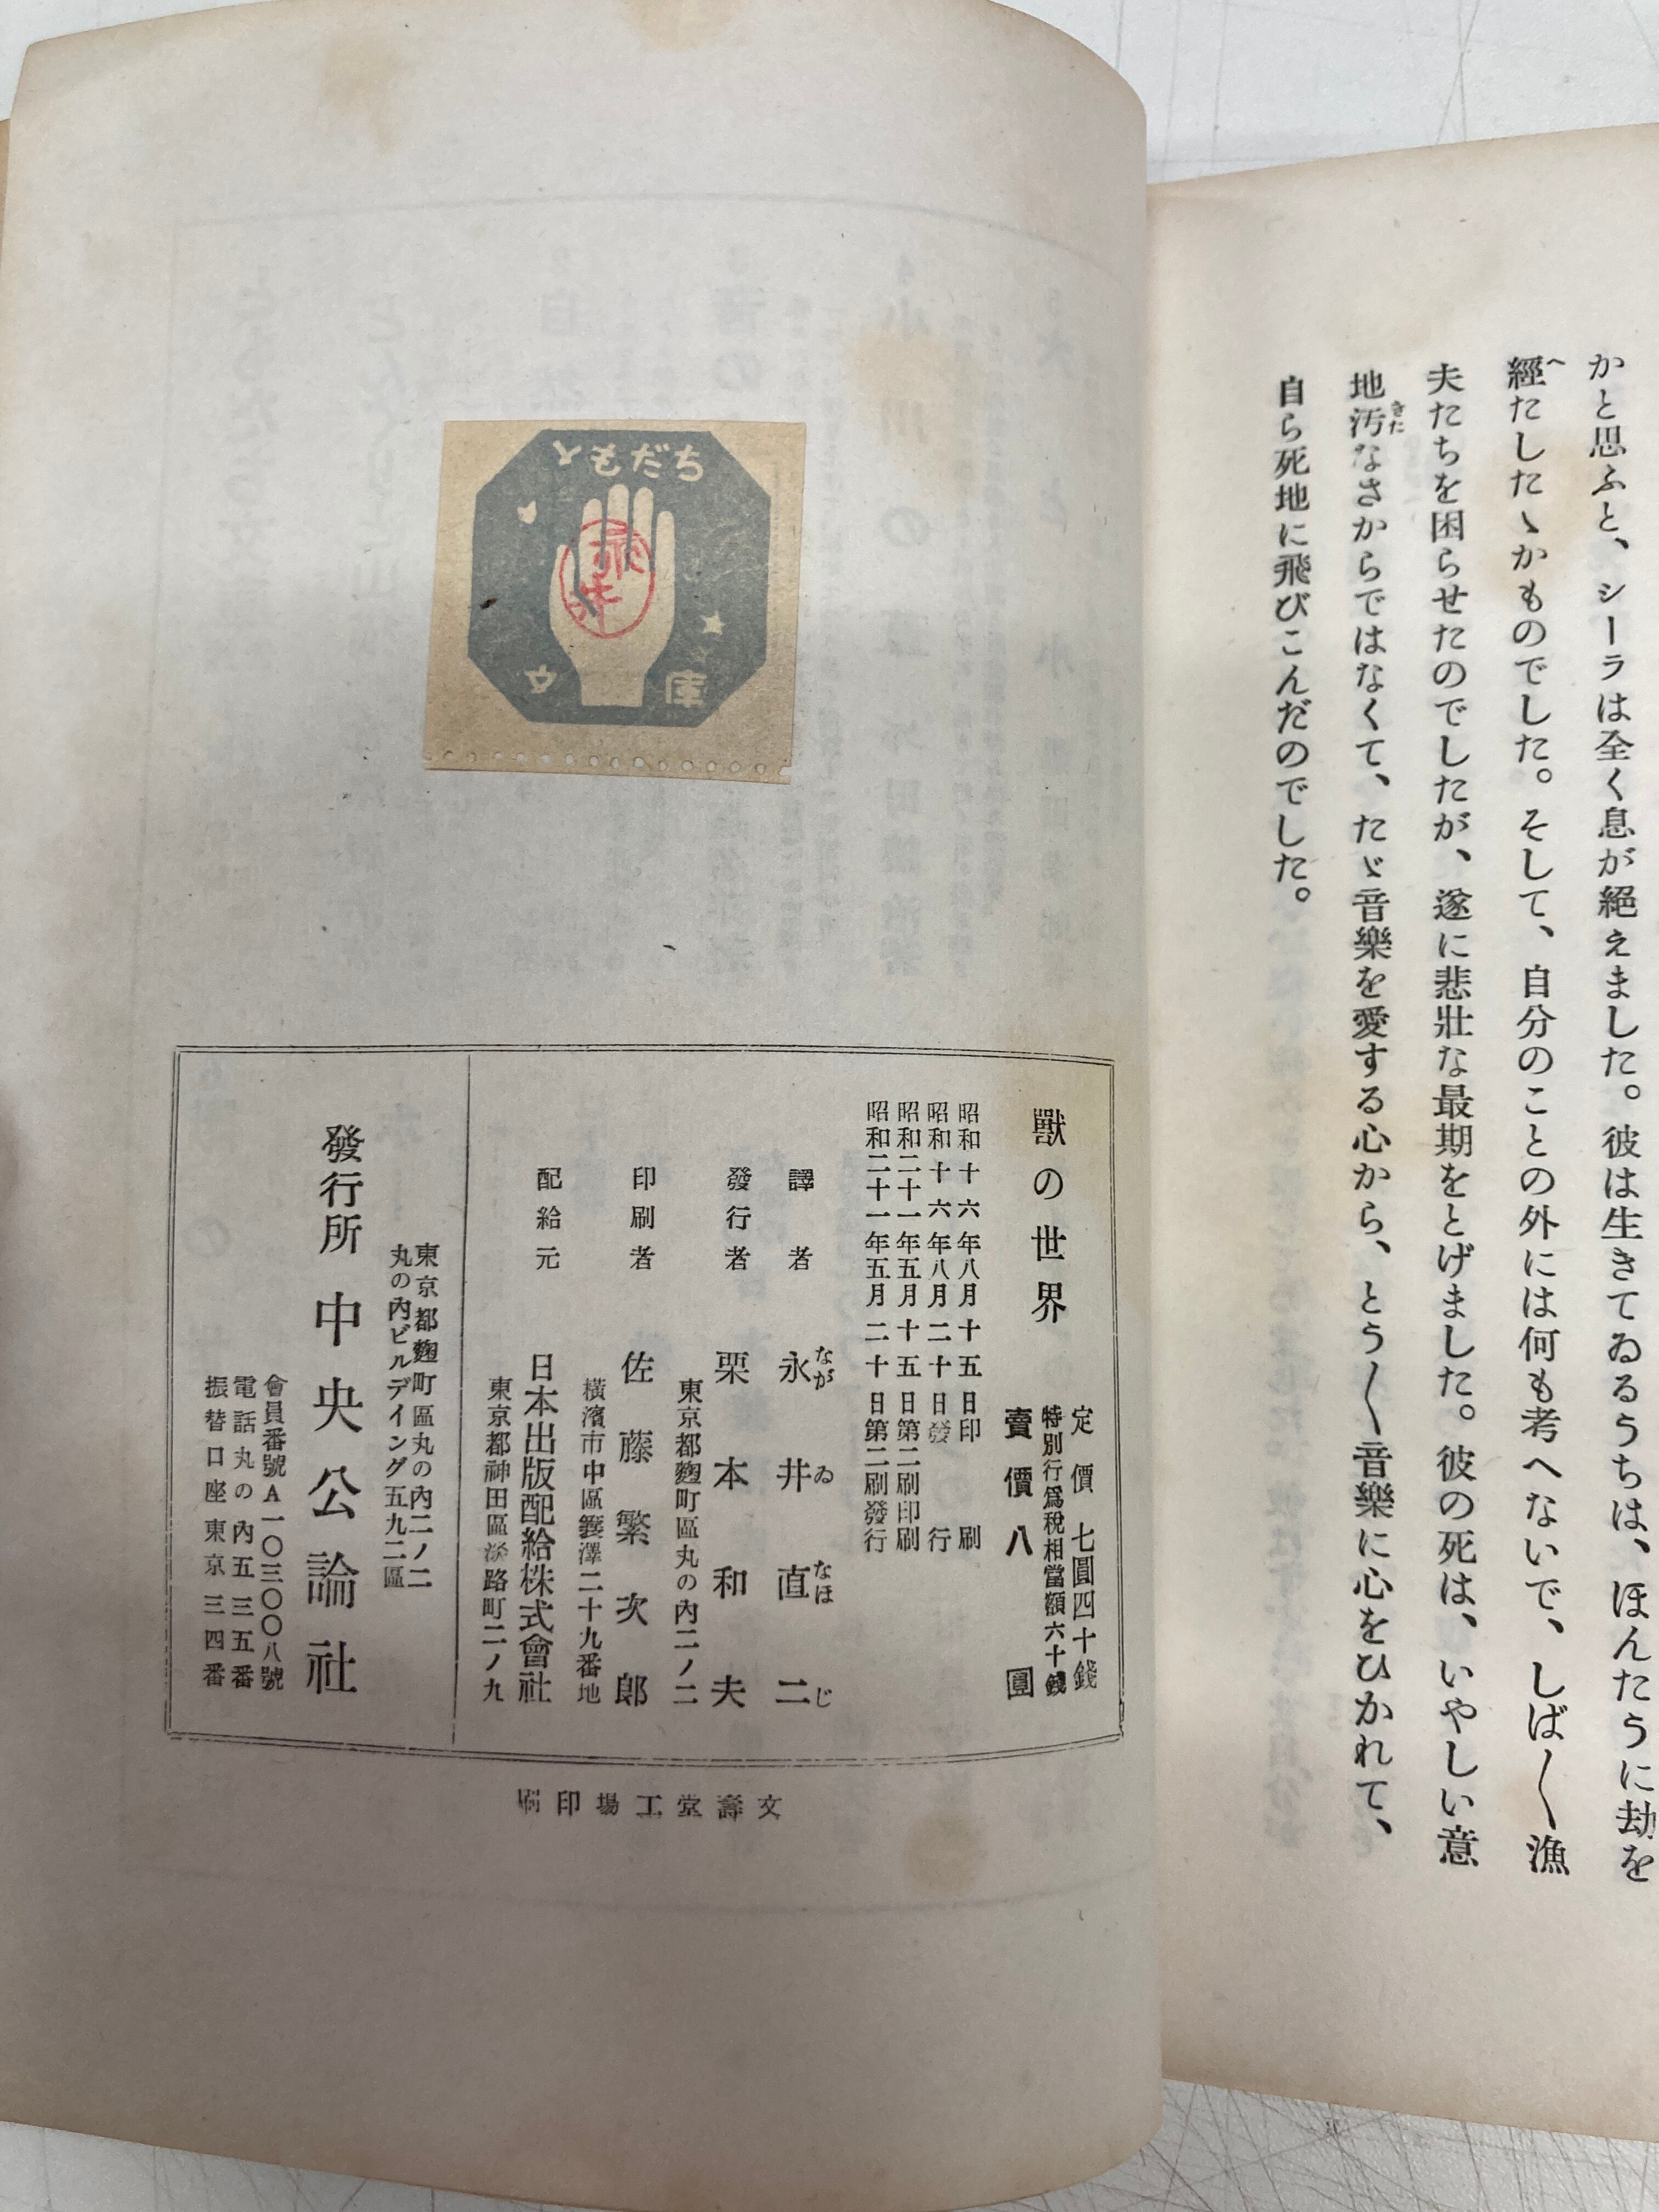 かと思ふと、シーラは全く息が絕えました。彼は生きてゐるうちは、ほんたうに劫を
經たしたゝかものでした。そして、自分のことの外には何も考へないで、しば〱漁
へ
夫たちを困らせたのでしたが、遂に悲壯な最期をとげました。彼の死は、いやしい意
地汚なさからではなくて、たゞ音樂を愛する心から、とう〱音樂に心をひかれて、
きた
自ら死地に飛びこんだのでした。
ともだち
文庫
永井
獸の世界
定價 七圓四十錢
特別行爲稅相當額六十錢
賣價八圓
昭和十六年八月十五日印刷
昭和十六年八月二十日發行
昭和二十一年五月十五日第二刷印刷
昭和二十一年五月二十日第二刷發行
譯者 永井直二
ながゐなほじ
發行者 栗本和夫
東京都麴町區丸の內二ノ二
印刷者 佐藤繁次郎
橫濱市中區簑澤二十九番地
配給元 日本出版配給株式會社
東京都神田區淡路町二ノ九
東京都麴町區丸の內二ノ二
丸の內ビルデイング五九二區
發行所 中央公論社
會員番號A一〇三〇〇八號
電話丸の內五三五番
振替口座東京三四番
文壽堂工場印刷